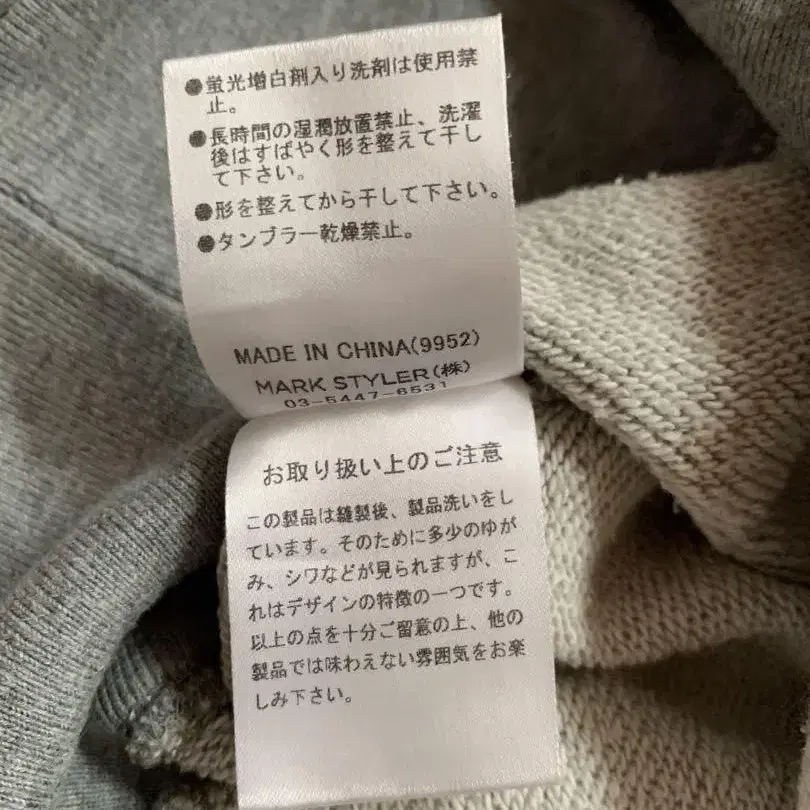 ●蛍光増白剤入り洗剤は使用禁
止。
●長時間の湿潤放置禁止、洗濯
後はすばやく形を整えて干し
て下さい。
●形を整えてから干して下さい。
●タンブラー乾燥禁止。
MADE IN CHINA(9952)
MARK STYLER(株)
03-5447-6531
お取り扱い上のご注意
この製品は縫製後、製品洗いをし
ています。そのために多少のゆが
み、シワなどが見られますが、こ
れはデザインの特徴の一つです。
以上の点を十分ご留意の上、他の
製品では味わえない雰囲気をお楽
しみ下さい。